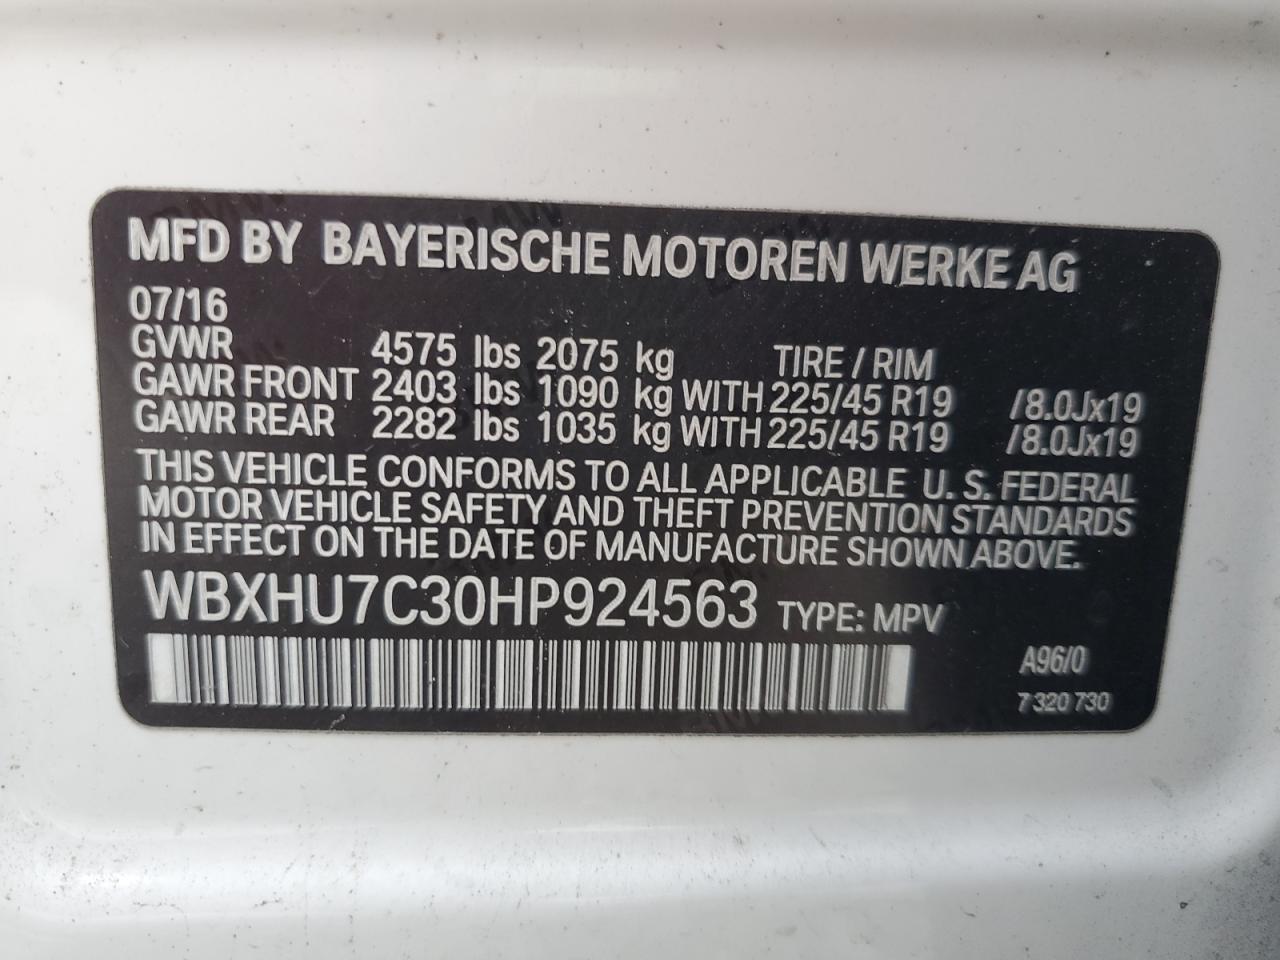 MFD BY BAYERISCHE MOTOREN WERKE AG
07/16
GVWR 4575 lbs 2075 kg TIRE / RIM
GAWR FRONT 2403 lbs 1090 kg WITH 225/45 R19 /8.0Jx19
GAWR REAR 2282 lbs 1035 kg WITH 225/45 R19 /8.0Jx19
THIS VEHICLE CONFORMS TO ALL APPLICABLE U. S. FEDERAL
MOTOR VEHICLE SAFETY AND THEFT PREVENTION STANDARDS
IN EFFECT ON THE DATE OF MANUFACTURE SHOWN ABOVE.
WBXHU7C30HP924563 TYPE: MPV
A96/0
7 320 730